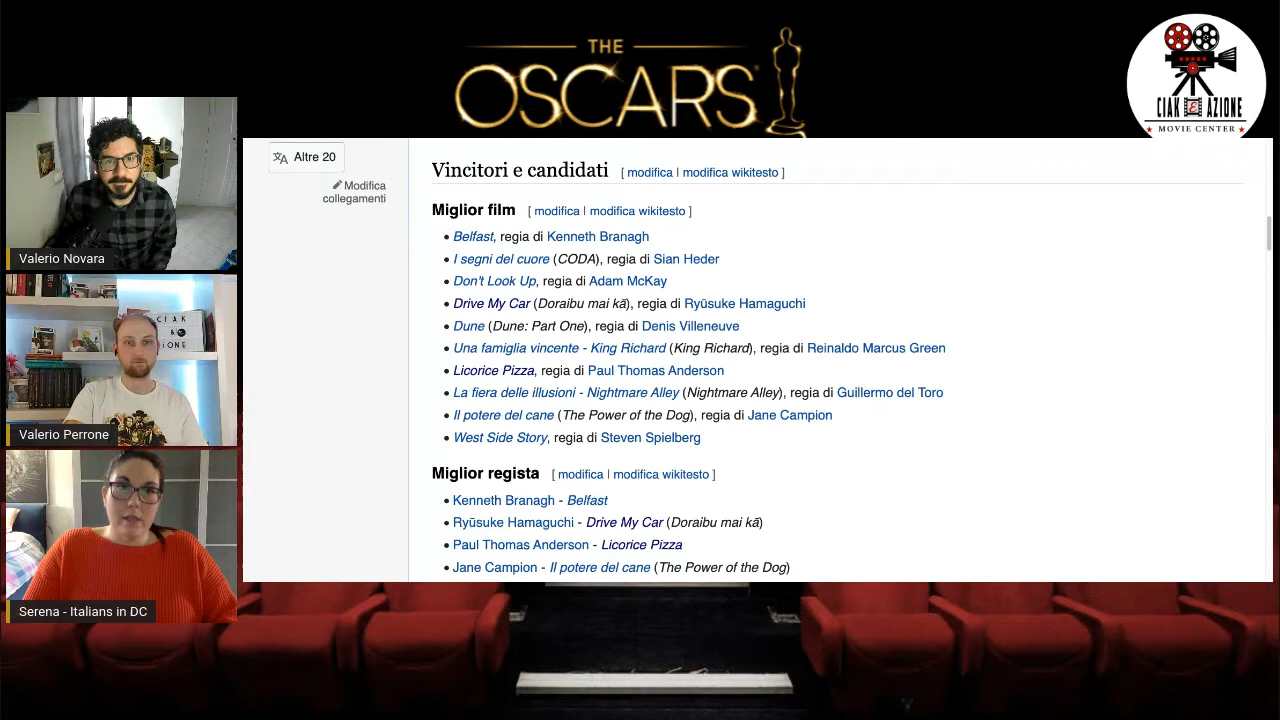 THE
OSCARS
CIAK E AZIONE
MOVIE CENTER
Altre 20
Modifica
collegamenti
Vincitori e candidati [ modifica | modifica wikitesto ]
Miglior film [ modifica | modifica wikitesto ]
• Belfast, regia di Kenneth Branagh
• I segni del cuore (CODA), regia di Sian Heder
• Don't Look Up, regia di Adam McKay
• Drive My Car (Doraibu mai kā), regia di Ryūsuke Hamaguchi
• Dune (Dune: Part One), regia di Denis Villeneuve
• Una famiglia vincente - King Richard (King Richard), regia di Reinaldo Marcus Green
• Licorice Pizza, regia di Paul Thomas Anderson
• La fiera delle illusioni - Nightmare Alley (Nightmare Alley), regia di Guillermo del Toro
• Il potere del cane (The Power of the Dog), regia di Jane Campion
• West Side Story, regia di Steven Spielberg
Miglior regista [ modifica | modifica wikitesto ]
• Kenneth Branagh - Belfast
• Ryūsuke Hamaguchi - Drive My Car (Doraibu mai kā)
• Paul Thomas Anderson - Licorice Pizza
• Jane Campion - Il potere del cane (The Power of the Dog)
Valerio Novara
CIAK
&
Valerio Perrone
Serena - Italians in DC